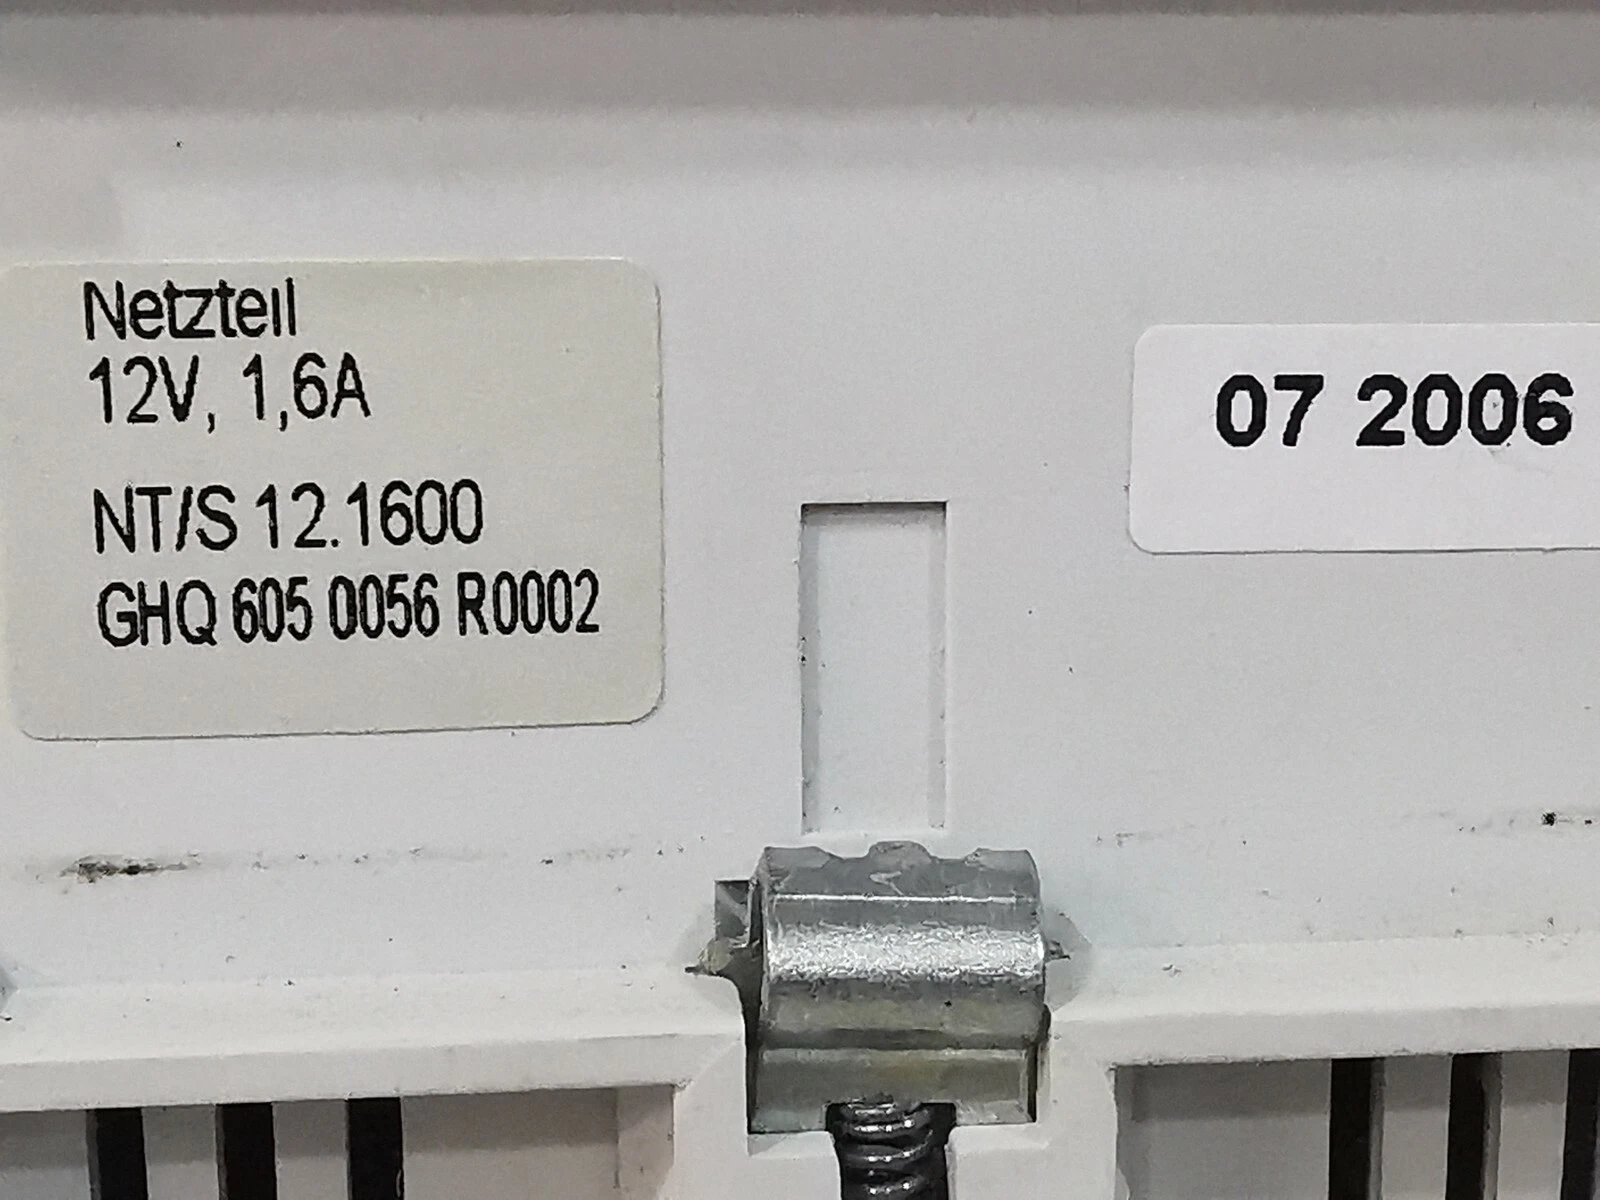 Netzteil
12V, 1,6A
NT/S 12.1600
GHQ 605 0056 R0002
07 2006